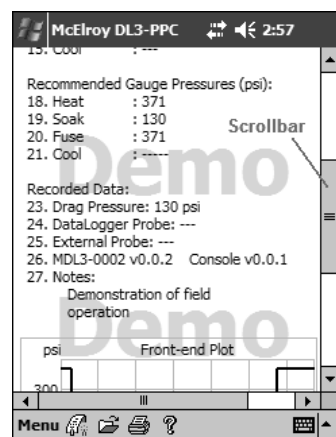 McElroy DL3-PPC 2:57
15. Cool : ---
Recommended Gauge Pressures (psi):
18. Heat : 371
19. Soak : 130
20. Fuse : 371
21. Cool : -----
Scrollbar
Demo
Recorded Data:
23. Drag Pressure: 130 psi
24. DataLogger Probe: ---
25. External Probe: ---
26. MDL3-0002 v0.0.2 Console v0.0.1
27. Notes:
Demonstration of field
operation
Demo
psi Front-end Plot
300
Menu